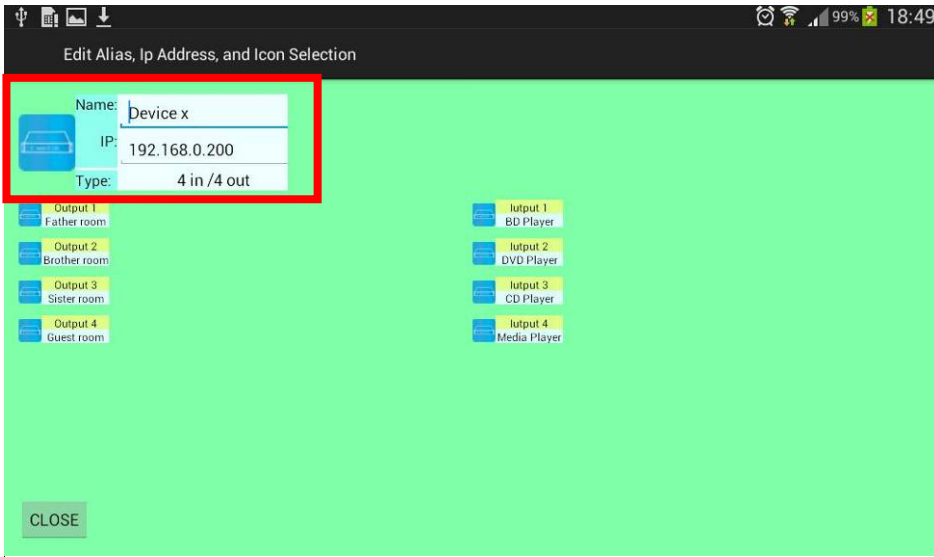 99% 18:49
Edit Alias, Ip Address, and Icon Selection
Name: Device x
IP: 192.168.0.200
Type: 4 in /4 out
Output 1
Father room
Output 2
Brother room
Output 3
Sister room
Output 4
Guest room
Iutput 1
BD Player
Iutput 2
DVD Player
Iutput 3
CD Player
Iutput 4
Media Player
CLOSE